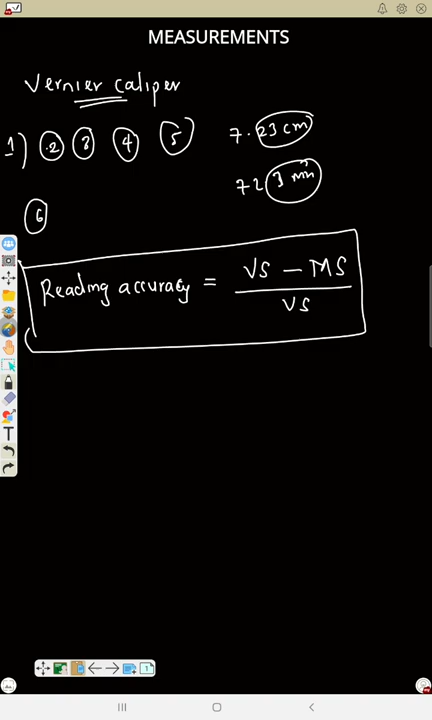 MEASUREMENTS
Vernier Caliper
1) 2 3 4 5
7.23 cm
72.3 mm
6
Reading accuracy = VS - MS
VS
T